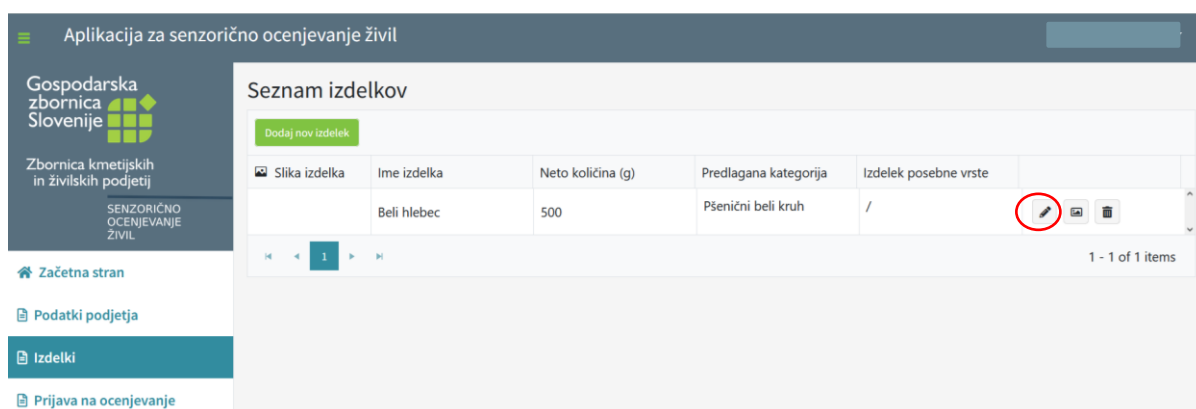 Aplikacija za senzorično ocenjevanje živil
Gospodarska
zbornica
Slovenije
Zbornica kmetijskih
in živilskih podjetij
SENZORIČNO
OCENJEVANJE
ŽIVIL
Začetna stran
Podatki podjetja
Izdelki
Prijava na ocenjevanje
Seznam izdelkov
Dodaj nov izdelek
Slika izdelka Ime izdelka Neto količina (g) Predlagana kategorija Izdelek posebne vrste
Beli hlebec 500 Pšenični beli kruh /
1 1 - 1 of 1 items